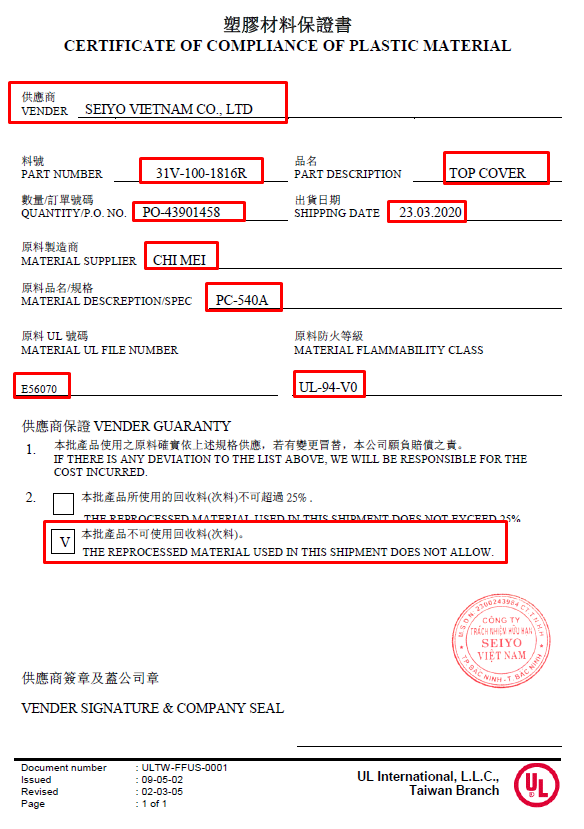 塑膠材料保證書
CERTIFICATE OF COMPLIANCE OF PLASTIC MATERIAL
供應商
VENDER SEIYO VIETNAM CO., LTD
料號
PART NUMBER 31V-100-1816R
品名
PART DESCRIPTION TOP COVER
數量/訂單號碼
QUANTITY/P.O. NO. PO-43901458
出貨日期
SHIPPING DATE 23.03.2020
原料製造商
MATERIAL SUPPLIER CHI MEI
原料品名/規格
MATERIAL DESCREPTION/SPEC PC-540A
原料 UL 號碼
MATERIAL UL FILE NUMBER
原料防火等級
MATERIAL FLAMMABILITY CLASS
E56070
UL-94-V0
供應商保證 VENDER GUARANTY
1. 本批產品使用之原料確實依上述規格供應，若有變更冒替，本公司願負賠償之責。
IF THERE IS ANY DEVIATION TO THE LIST ABOVE, WE WILL BE RESPONSIBLE FOR THE
COST INCURRED.
2. 本批產品所使用的回收料(次料)不可超過 25% .
THE REPROCESSED MATERIAL USED IN THIS SHIPMENT DOES NOT EXCEED 25%
V 本批產品不可使用回收料(次料)。
THE REPROCESSED MATERIAL USED IN THIS SHIPMENT DOES NOT ALLOW.
M.S.D.N: 2300243984 C.T.T.N.H.H
CÔNG TY
TRÁCH NHIỆM HỮU HẠN
SEIYO
VIỆT NAM
TP. BẮC NINH - T. BẮC NINH
供應商簽章及蓋公司章
VENDER SIGNATURE & COMPANY SEAL
Document number : ULTW-FFUS-0001
Issued : 09-05-02
Revised : 02-03-05
Page : 1 of 1
UL International, L.L.C.,
Taiwan Branch
UL